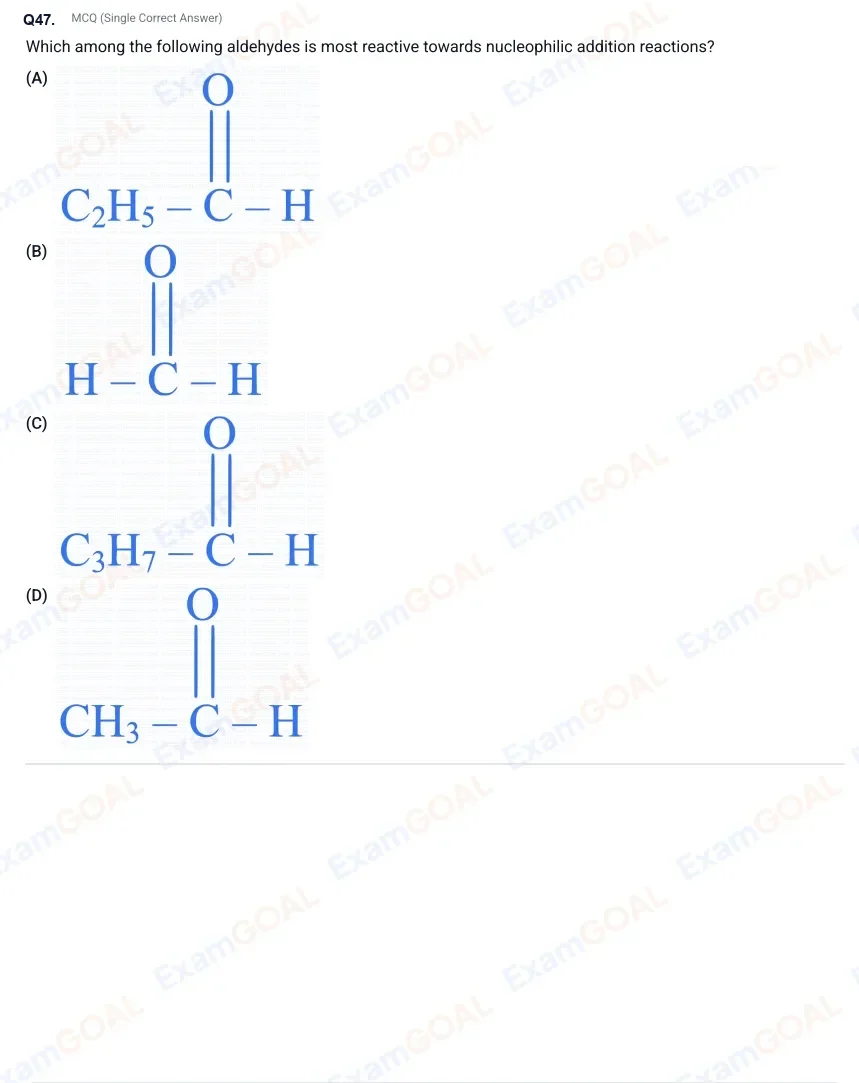 Q47. MCQ (Single Correct Answer)
Which among the following aldehydes is most reactive towards nucleophilic addition reactions?
(A)
O
||
C₂H₅ – C – H
(B)
O
||
H – C – H
(C)
O
||
C₃H₇ – C – H
(D)
O
||
CH₃ – C – H
ExamGOAL